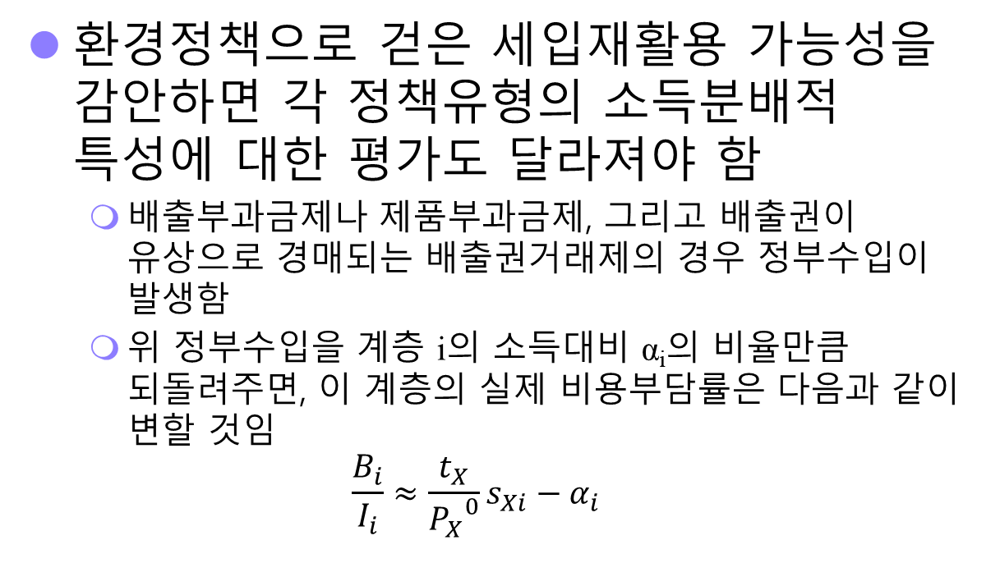 ● 환경정책으로 걷은 세입재활용 가능성을
감안하면 각 정책유형의 소득분배적
특성에 대한 평가도 달라져야 함
❍ 배출부과금제나 제품부과금제, 그리고 배출권이
유상으로 경매되는 배출권거래제의 경우 정부수입이
발생함
❍ 위 정부수입을 계층 i의 소득대비 αᵢ의 비율만큼
되돌려주면, 이 계층의 실제 비용부담률은 다음과 같이
변할 것임
\frac{B_i}{I_i} ≈ \frac{t_X}{{P_X}^0} s_{Xi} − α_i